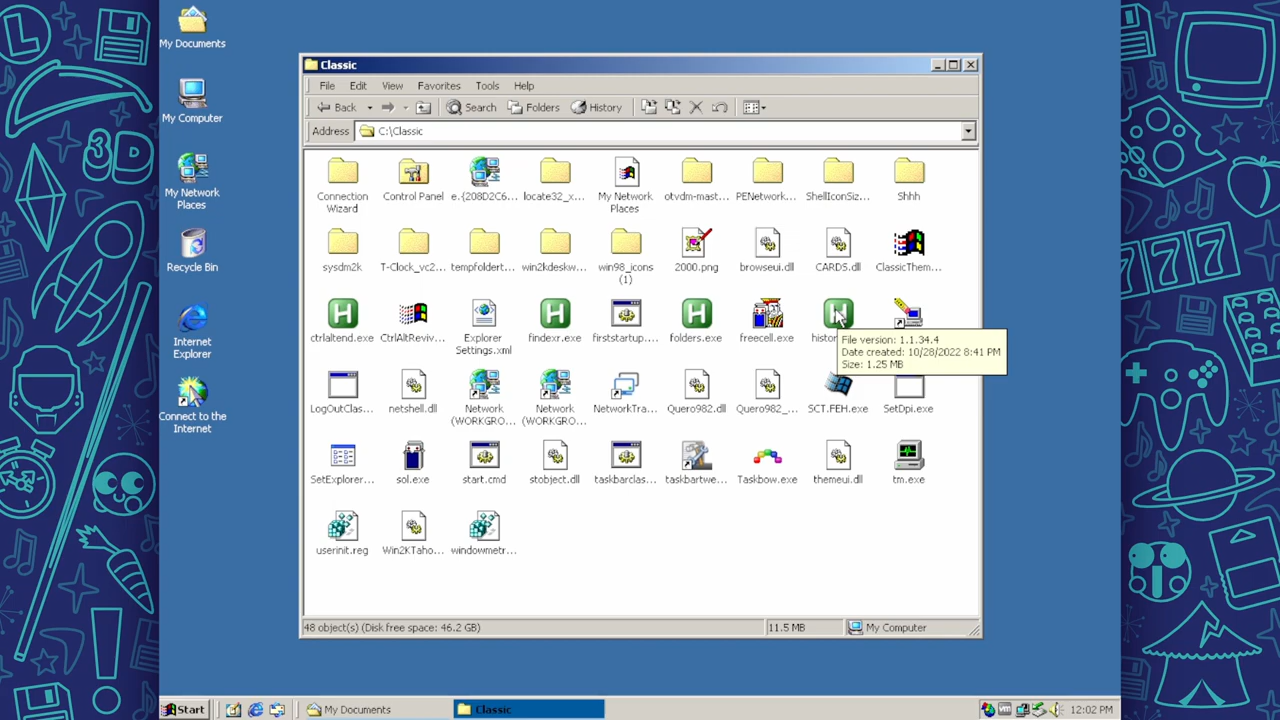 My Documents
My Computer
My Network
Places
Recycle Bin
Internet
Explorer
Connect to the
Internet
Classic
File Edit View Favorites Tools Help
Back Search Folders History
Address C:\Classic
Connection
Wizard
Control Panel
e.{208D2C6...
locate32_x...
My Network
Places
otvdm-mast...
PENetwork...
ShellIconSiz...
Shhh
sysdm2k
T-Clock_vc2...
tempfoldert...
win2kdeskw...
win98_icons
(1)
2000.png
browseui.dll
CARDS.dll
ClassicThem...
ctrlaltend.exe
CtrlAltReviv...
Explorer
Settings.xml
findexr.exe
firststartup...
folders.exe
freecell.exe
histor
File version: 1.1.34.4
Date created: 10/28/2022 8:41 PM
Size: 1.25 MB
LogOutClas...
netshell.dll
Network
(WORKGRO...
Network
(WORKGRO...
NetworkTra...
Quero982.dll
Quero982_...
SCT.FEH.exe
SetDpi.exe
SetExplorer...
sol.exe
start.cmd
stobject.dll
taskbarclas...
taskbartwe...
Taskbow.exe
themeui.dll
tm.exe
userinit.reg
Win2KTaho...
windowmetr...
48 object(s) (Disk free space: 46.2 GB) 11.5 MB My Computer
Start My Documents Classic 12:02 PM
L
3D
777